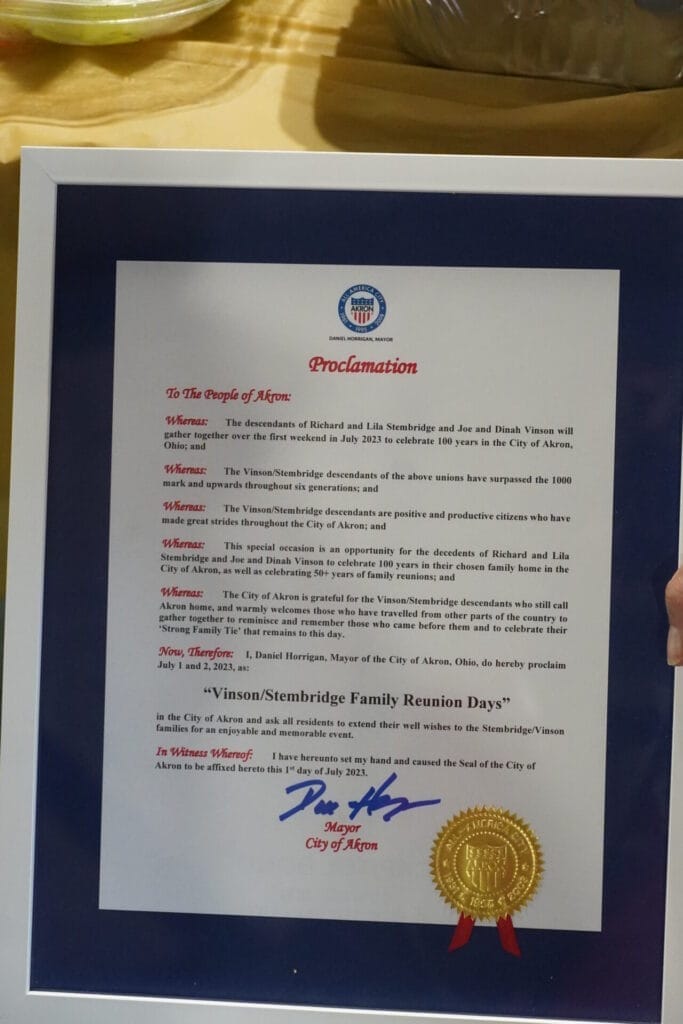 ALL AMERICA CITY
AKRON
1995
DANIEL HORRIGAN, MAYOR
Proclamation
To The People of Akron:
Whereas: The descendants of Richard and Lila Stembridge and Joe and Dinah Vinson will
gather together over the first weekend in July 2023 to celebrate 100 years in the City of Akron,
Ohio; and
Whereas: The Vinson/Stembridge descendants of the above unions have surpassed the 1000
mark and upwards throughout six generations; and
Whereas: The Vinson/Stembridge descendants are positive and productive citizens who have
made great strides throughout the City of Akron; and
Whereas: This special occasion is an opportunity for the decedents of Richard and Lila
Stembridge and Joe and Dinah Vinson to celebrate 100 years in their chosen family home in the
City of Akron, as well as celebrating 50+ years of family reunions; and
Whereas: The City of Akron is grateful for the Vinson/Stembridge descendants who still call
Akron home, and warmly welcomes those who have travelled from other parts of the country to
gather together to reminisce and remember those who came before them and to celebrate their
‘Strong Family Tie’ that remains to this day.
Now, Therefore: I, Daniel Horrigan, Mayor of the City of Akron, Ohio, do hereby proclaim
July 1 and 2, 2023, as:
“Vinson/Stembridge Family Reunion Days”
in the City of Akron and ask all residents to extend their well wishes to the Stembridge/Vinson
families for an enjoyable and memorable event.
In Witness Whereof: I have hereunto set my hand and caused the Seal of the City of
Akron to be affixed hereto this 1st day of July 2023.
Mayor
City of Akron
ALL AMERICA CITY
AKRON
1995